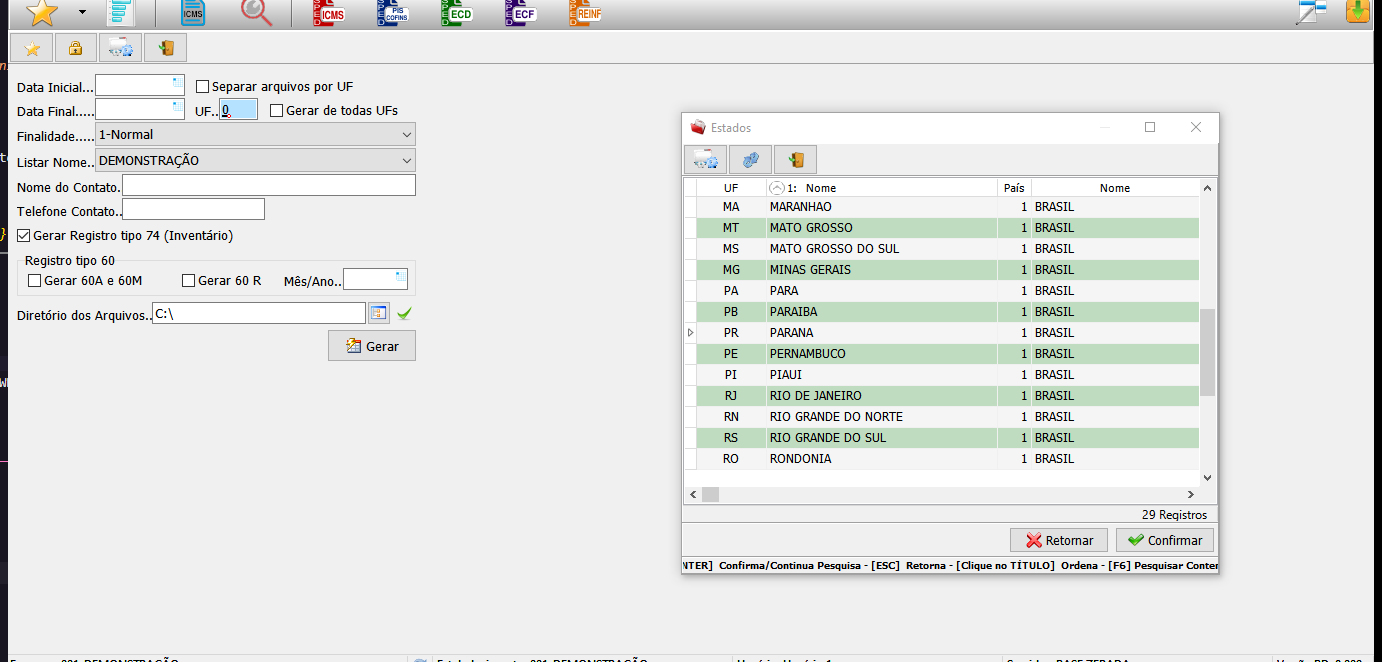 ICMS
ICMS
PIS
COFINS
ECD
ECF
REINF
Data Inicial...
Separar arquivos por UF
Data Final.....
UF..
0
Gerar de todas UFs
Finalidade.....
1-Normal
Listar Nome..
DEMONSTRAÇÃO
Nome do Contato.
Telefone Contato..
Gerar Registro tipo 74 (Inventário)
Registro tipo 60
Gerar 60A e 60M
Gerar 60 R
Mês/Ano..
Diretório dos Arquivos..
C:\
Gerar
Estados
UF 1: Nome País Nome
MA MARANHAO 1 BRASIL
MT MATO GROSSO 1 BRASIL
MS MATO GROSSO DO SUL 1 BRASIL
MG MINAS GERAIS 1 BRASIL
PA PARA 1 BRASIL
PB PARAIBA 1 BRASIL
PR PARANA 1 BRASIL
PE PERNAMBUCO 1 BRASIL
PI PIAUI 1 BRASIL
RJ RIO DE JANEIRO 1 BRASIL
RN RIO GRANDE DO NORTE 1 BRASIL
RS RIO GRANDE DO SUL 1 BRASIL
RO RONDONIA 1 BRASIL
29 Registros
Retornar
Confirmar
NTER] Confirma/Continua Pesquisa - [ESC] Retorna - [Clique no TÍTULO] Ordena - [F6] Pesquisar Conter